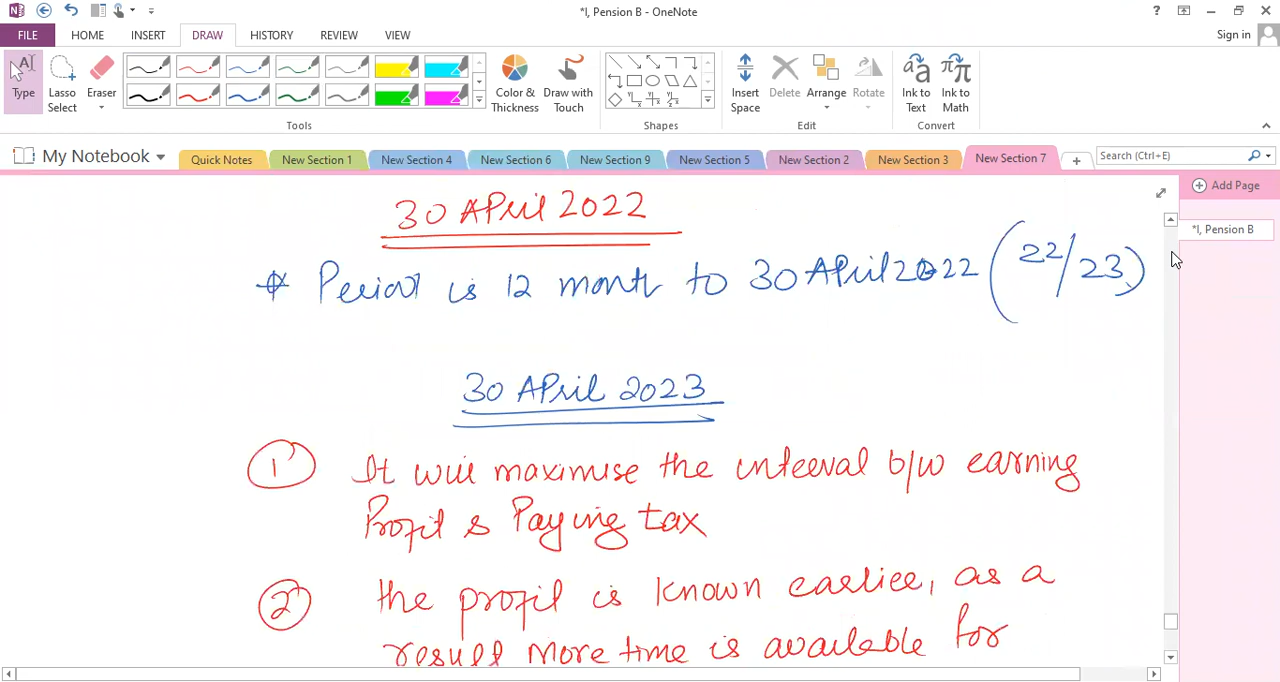 *I, Pension B - OneNote
?
FILE HOME INSERT DRAW HISTORY REVIEW VIEW
Sign in
Type
Lasso Select
Eraser
Color & Thickness
Draw with Touch
Insert Space
Delete
Arrange
Rotate
Ink to Text
Ink to Math
Tools Shapes Edit Convert
My Notebook
Quick Notes New Section 1 New Section 4 New Section 6 New Section 9 New Section 5 New Section 2 New Section 3 New Section 7
Search (Ctrl+E)
Add Page
*I, Pension B
30 April 2022
* Period is 12 month to 30 April 2022 (22/23)
30 April 2023
1 It will maximise the interval b/w earning
Profit & Paying tax
2 the profit is known earlier, as a
result More time is available for